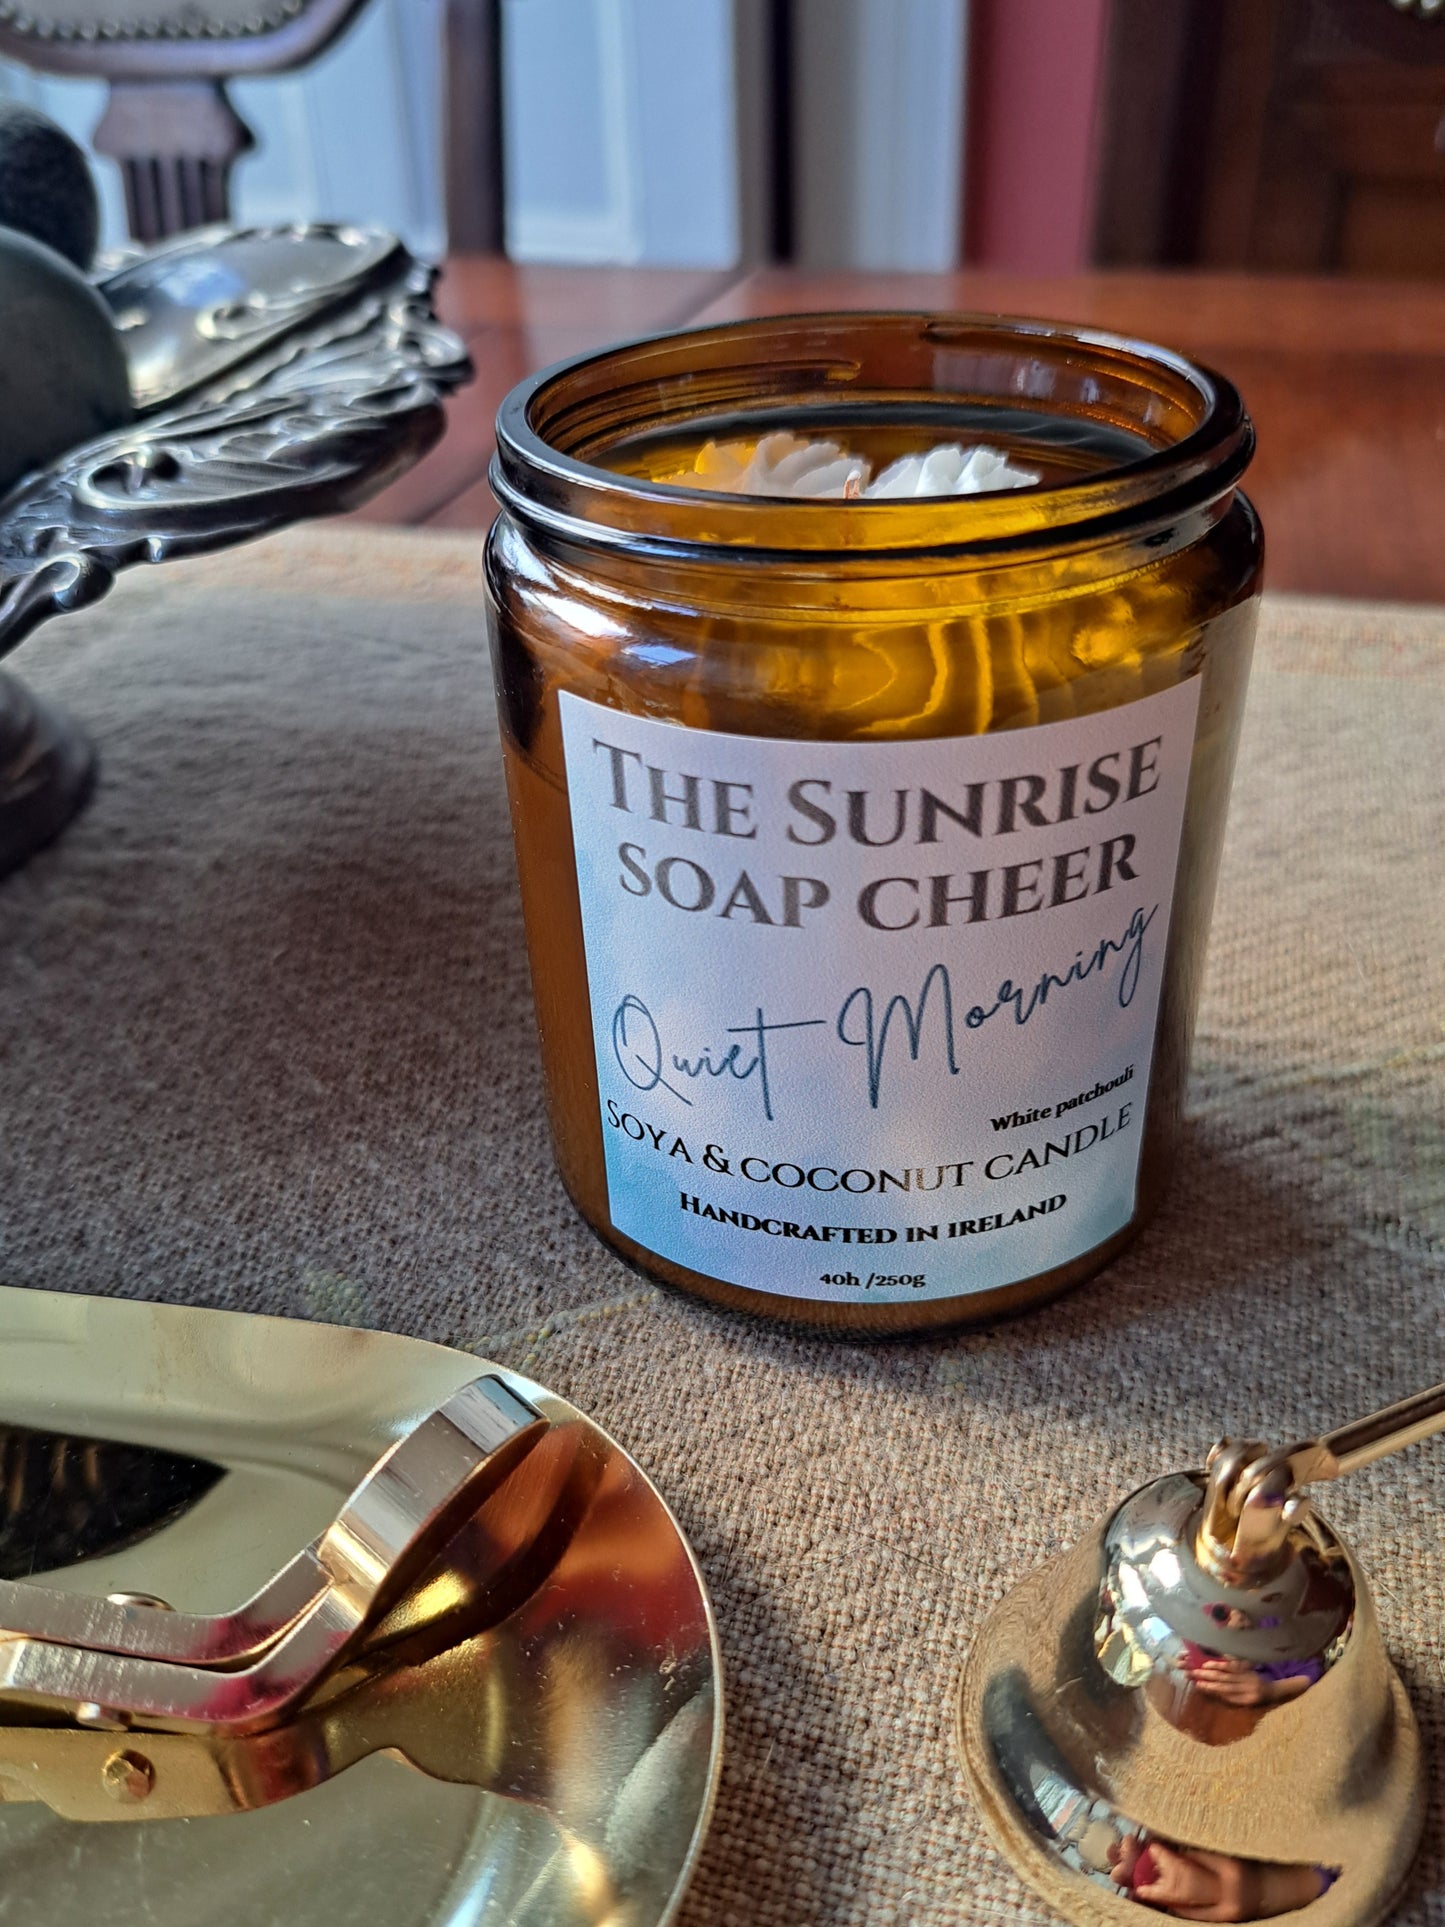 THE SUNRISE
SOAP CHEER
Quiet Morning
White patchouli
SOYA & COCONUT CANDLE
HANDCRAFTED IN IRELAND
40h /250g